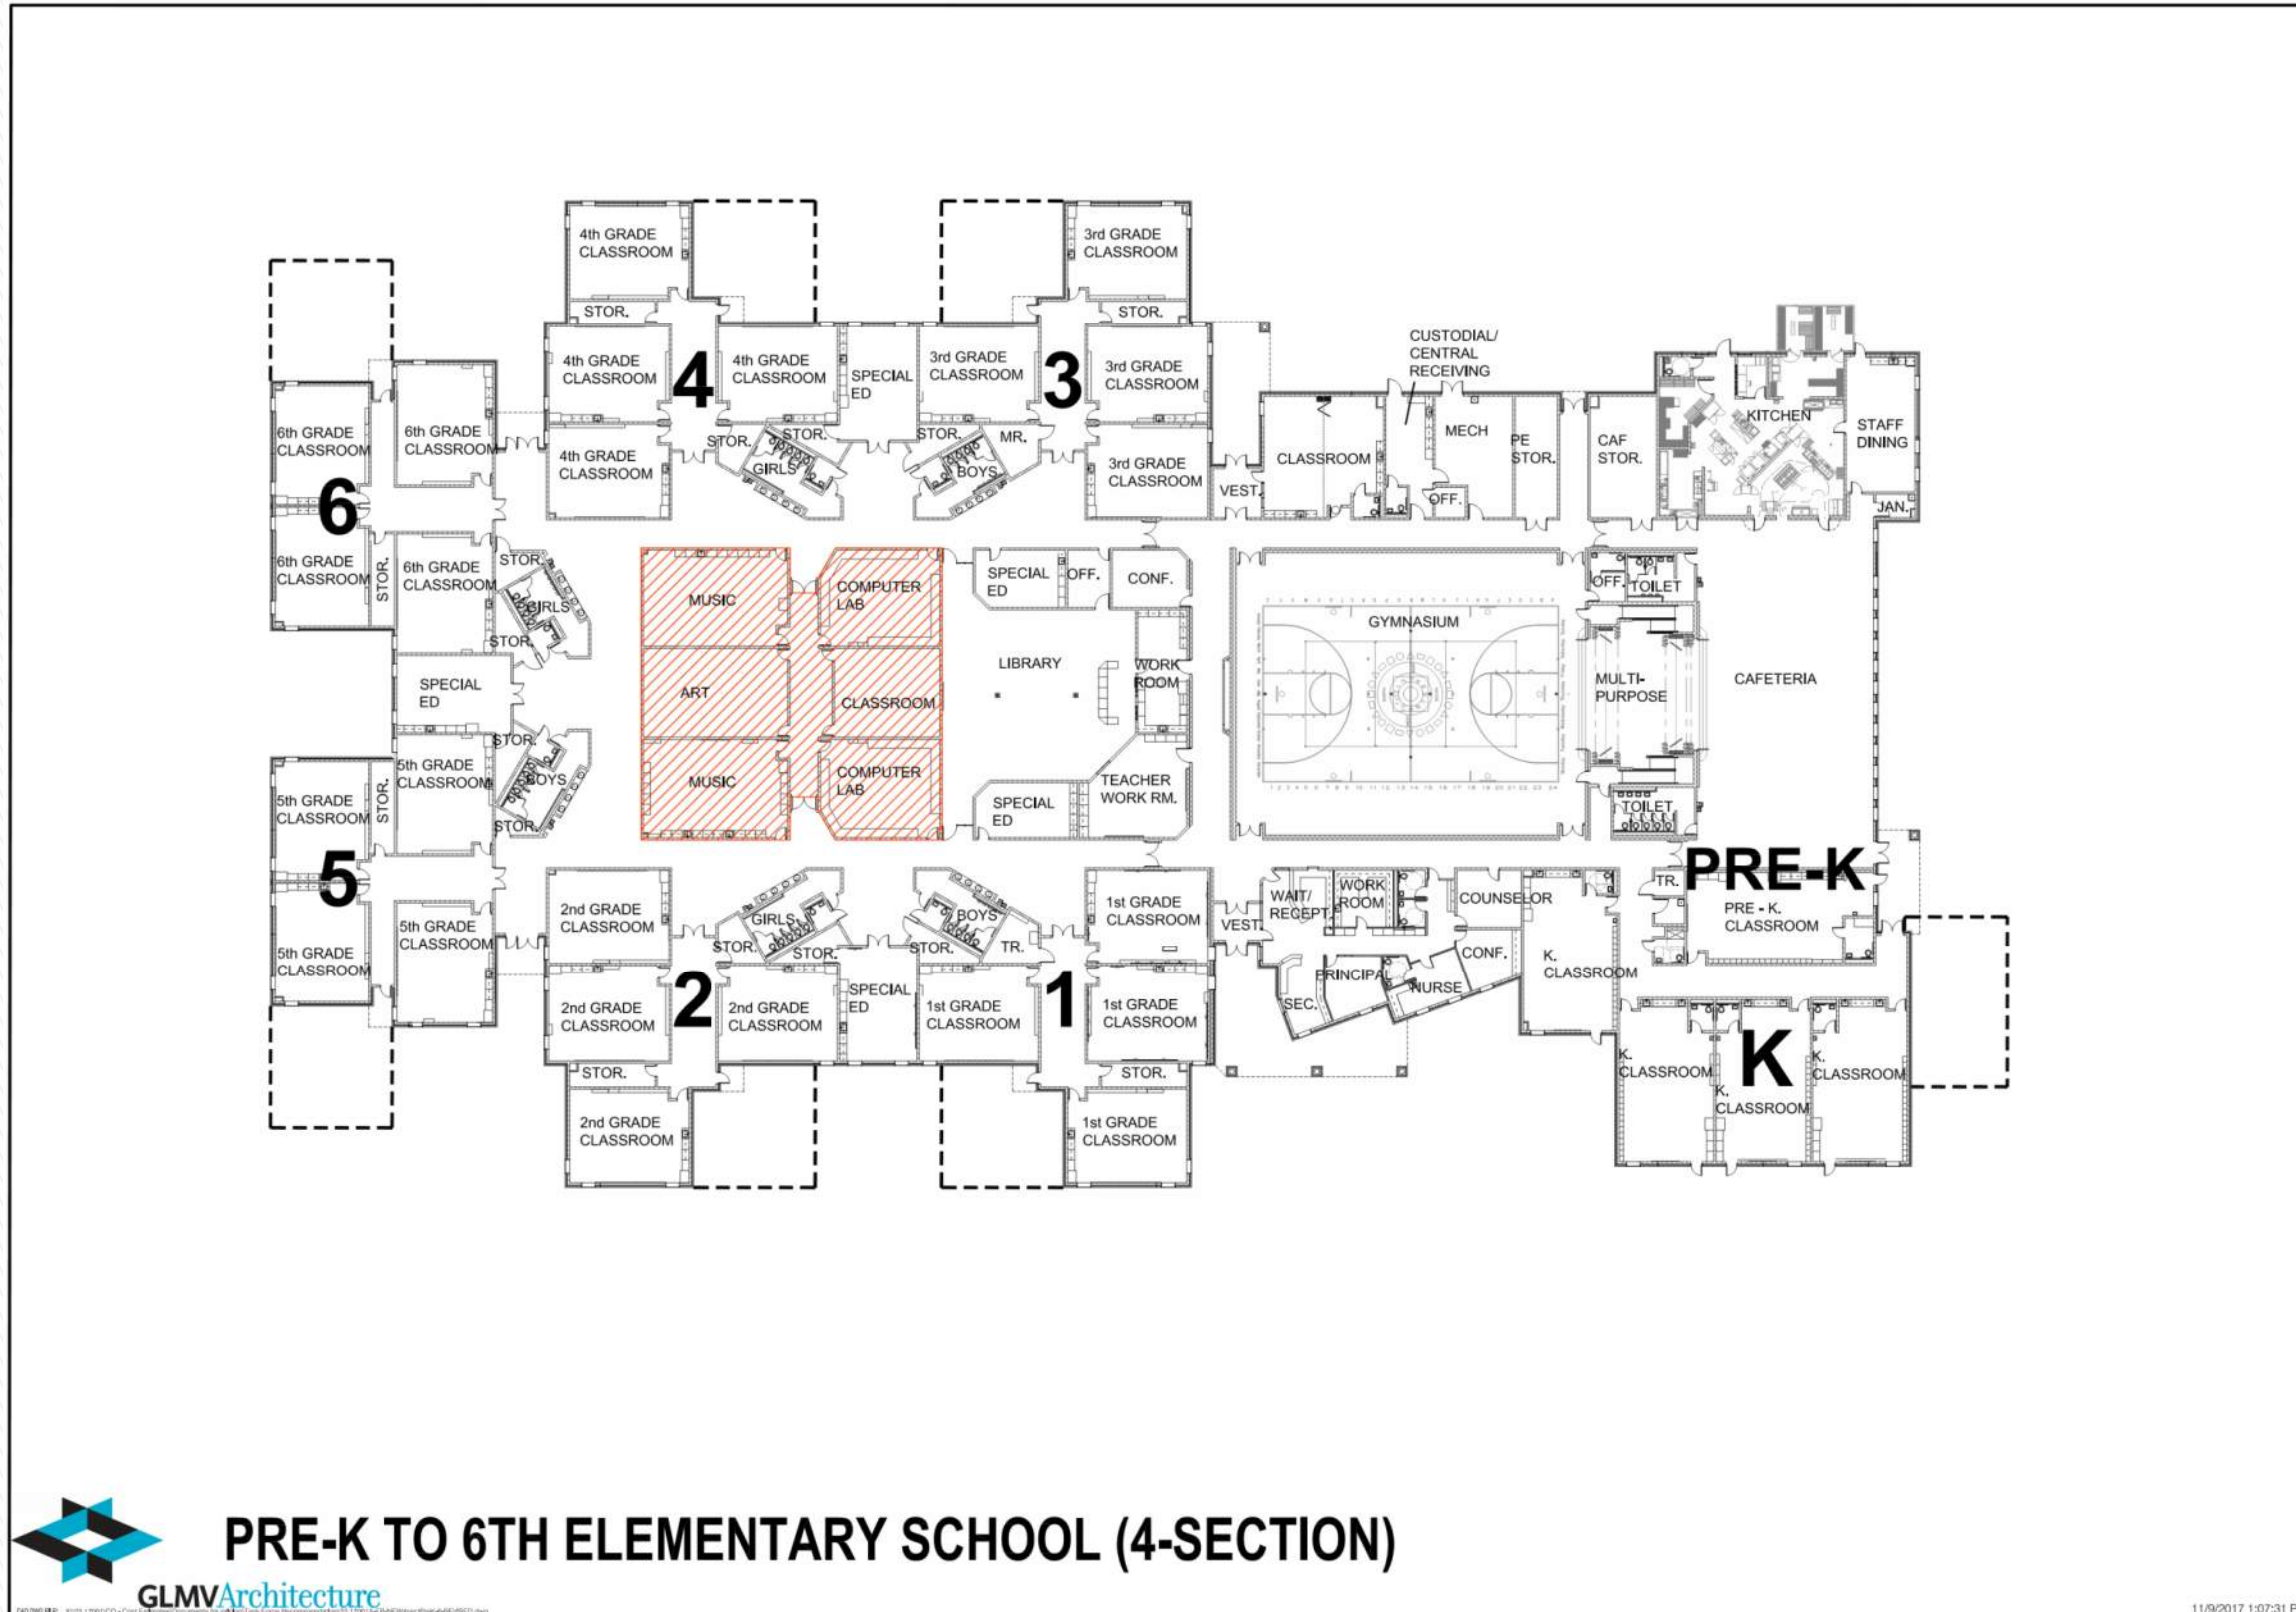 4th GRADE
CLASSROOM
STOR.
4th GRADE
CLASSROOM
4
4th GRADE
CLASSROOM
4th GRADE
CLASSROOM
STOR.
STOR.
GIRLS
SPECIAL
ED
3rd GRADE
CLASSROOM
STOR.
3rd GRADE
CLASSROOM
3
3rd GRADE
CLASSROOM
STOR.
MR.
BOYS
3rd GRADE
CLASSROOM
VEST.
CLASSROOM
CUSTODIAL/
CENTRAL
RECEIVING
MECH
OFF.
PE
STOR.
CAF
STOR.
KITCHEN
STAFF
DINING
JAN.
6th GRADE
CLASSROOM
6th GRADE
CLASSROOM
6
6th GRADE
CLASSROOM
STOR.
6th GRADE
CLASSROOM
STOR.
GIRLS
STOR.
SPECIAL
ED
MUSIC
COMPUTER
LAB
ART
CLASSROOM
MUSIC
COMPUTER
LAB
SPECIAL
ED
OFF.
CONF.
LIBRARY
WORK
ROOM
SPECIAL
ED
TEACHER
WORK RM.
GYMNASIUM
OFF.
TOILET
MULTI-
PURPOSE
CAFETERIA
TOILET
STOR.
BOYS
STOR.
5th GRADE
CLASSROOM
STOR.
5th GRADE
CLASSROOM
5
5th GRADE
CLASSROOM
5th GRADE
CLASSROOM
2nd GRADE
CLASSROOM
GIRLS
STOR.
STOR.
2nd GRADE
CLASSROOM
2
2nd GRADE
CLASSROOM
STOR.
2nd GRADE
CLASSROOM
SPECIAL
ED
BOYS
STOR.
TR.
1st GRADE
CLASSROOM
1st GRADE
CLASSROOM
1
1st GRADE
CLASSROOM
STOR.
1st GRADE
CLASSROOM
VEST.
WAIT/
RECEPT.
WORK
ROOM
COUNSELOR
CONF.
PRINCIPAL
NURSE
SEC.
K.
CLASSROOM
TR.
PRE-K
PRE - K.
CLASSROOM
K.
CLASSROOM
K
K.
CLASSROOM
K.
CLASSROOM
PRE-K TO 6TH ELEMENTARY SCHOOL (4-SECTION)
GLMVArchitecture
11/9/2017 1:07:31 P